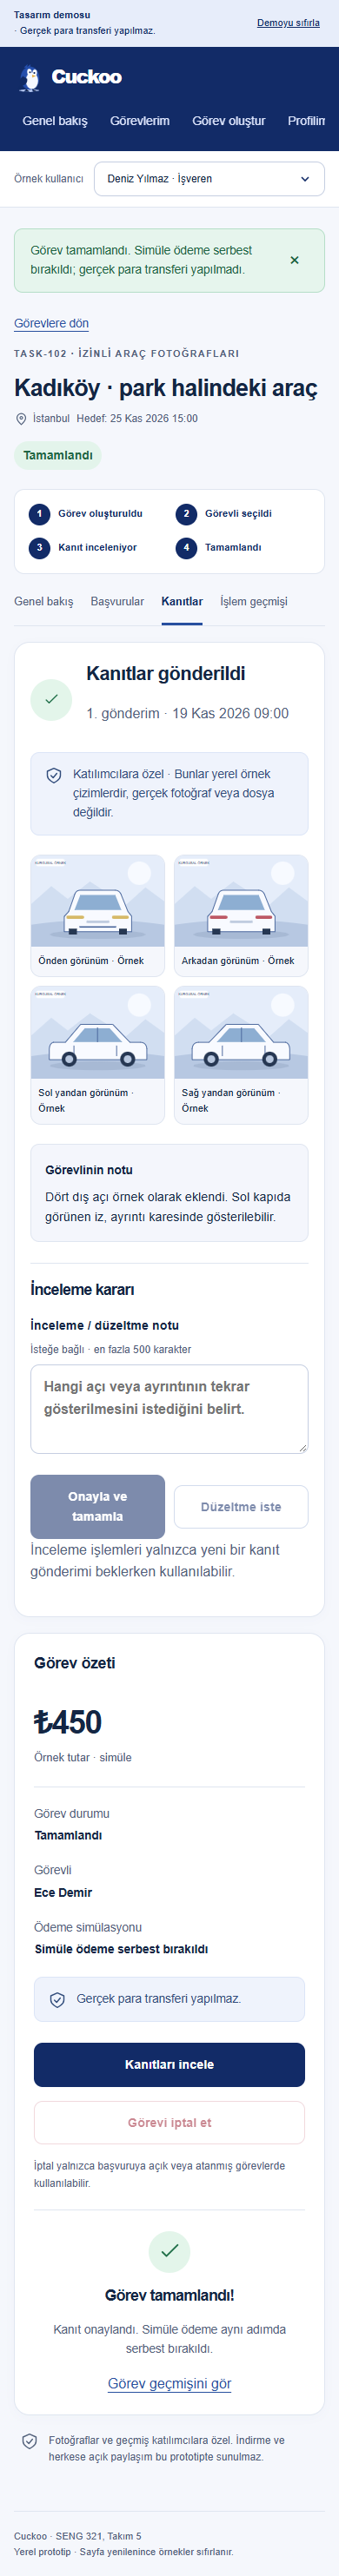 Tasarım demosu
· Gerçek para transferi yapılmaz.
Demoyu sıfırla
Cuckoo
Genel bakış Görevlerim Görev oluştur Profilim
Örnek kullanıcı
Deniz Yılmaz · İşveren
Görev tamamlandı. Simüle ödeme serbest
bırakıldı; gerçek para transferi yapılmadı.
Görevlere dön
TASK-102 · İZİNLİ ARAÇ FOTOĞRAFLARI
Kadıköy · park halindeki araç
İstanbul Hedef: 25 Kas 2026 15:00
Tamamlandı
1 Görev oluşturuldu
2 Görevli seçildi
3 Kanıt inceleniyor
4 Tamamlandı
Genel bakış Başvurular Kanıtlar İşlem geçmişi
Kanıtlar gönderildi
1. gönderim · 19 Kas 2026 09:00
Katılımcılara özel · Bunlar yerel örnek
çizimlerdir, gerçek fotoğraf veya dosya
değildir.
Önden görünüm · Örnek
Arkadan görünüm · Örnek
Sol yandan görünüm ·
Örnek
Sağ yandan görünüm ·
Örnek
Görevlinin notu
Dört dış açı örnek olarak eklendi. Sol kapıda
görünen iz, ayrıntı karesinde gösterilebilir.
İnceleme kararı
İnceleme / düzeltme notu
İsteğe bağlı · en fazla 500 karakter
Hangi açı veya ayrıntının tekrar
gösterilmesini istediğini belirt.
Onayla ve
tamamla
Düzeltme iste
İnceleme işlemleri yalnızca yeni bir kanıt
gönderimi beklerken kullanılabilir.
Görev özeti
₺450
Örnek tutar · simüle
Görev durumu
Tamamlandı
Görevli
Ece Demir
Ödeme simülasyonu
Simüle ödeme serbest bırakıldı
Gerçek para transferi yapılmaz.
Kanıtları incele
Görevi iptal et
İptal yalnızca başvuruya açık veya atanmış görevlerde
kullanılabilir.
Görev tamamlandı!
Kanıt onaylandı. Simüle ödeme aynı adımda
serbest bırakıldı.
Görev geçmişini gör
Fotoğraflar ve geçmiş katılımcılara özel. İndirme ve
herkese açık paylaşım bu prototipte sunulmaz.
Cuckoo · SENG 321, Takım 5
Yerel prototip · Sayfa yenilenince örnekler sıfırlanır.